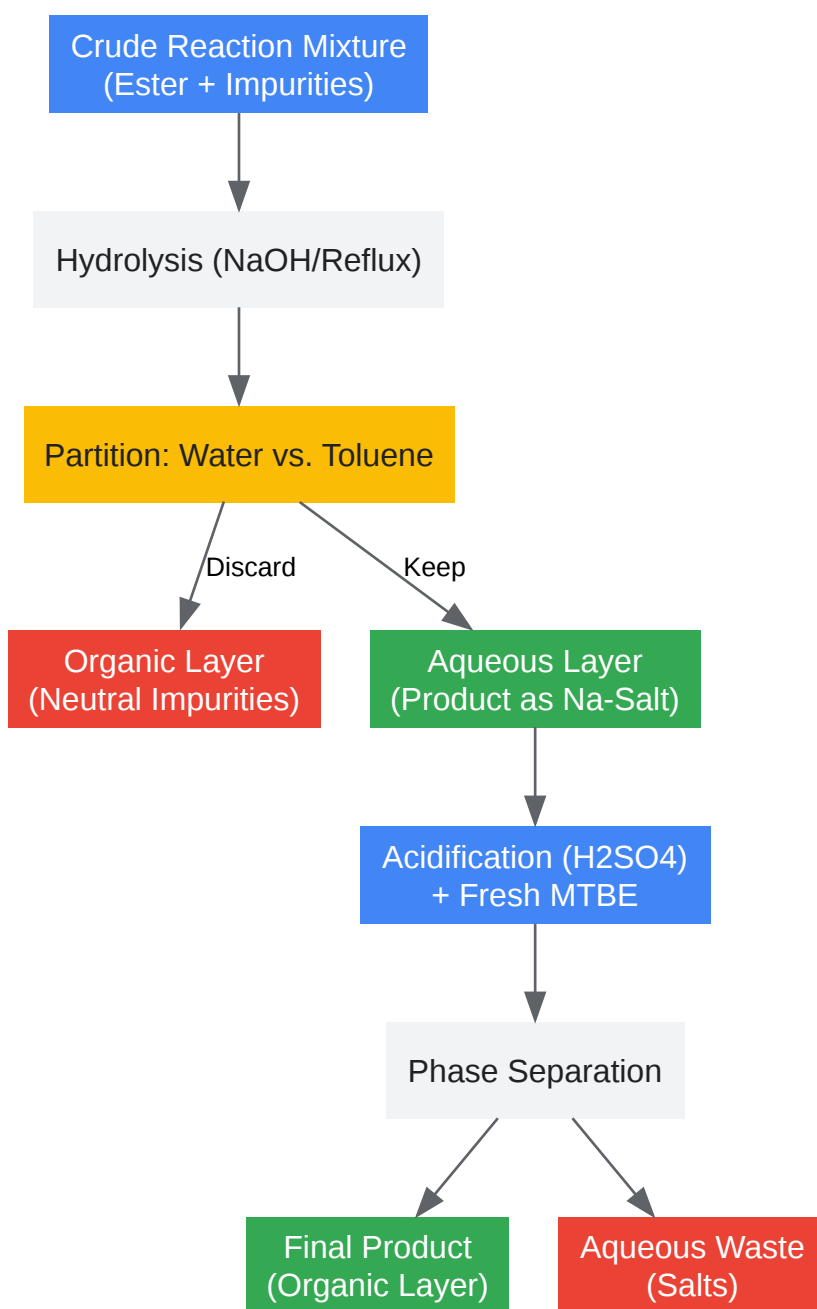 Crude Reaction Mixture
(Ester + Impurities)
Hydrolysis (NaOH/Reflux)
Partition: Water vs. Toluene
Discard
Keep
Organic Layer
(Neutral Impurities)
Aqueous Layer
(Product as Na-Salt)
Acidification (H2SO4)
+ Fresh MTBE
Phase Separation
Final Product
(Organic Layer)
Aqueous Waste
(Salts)